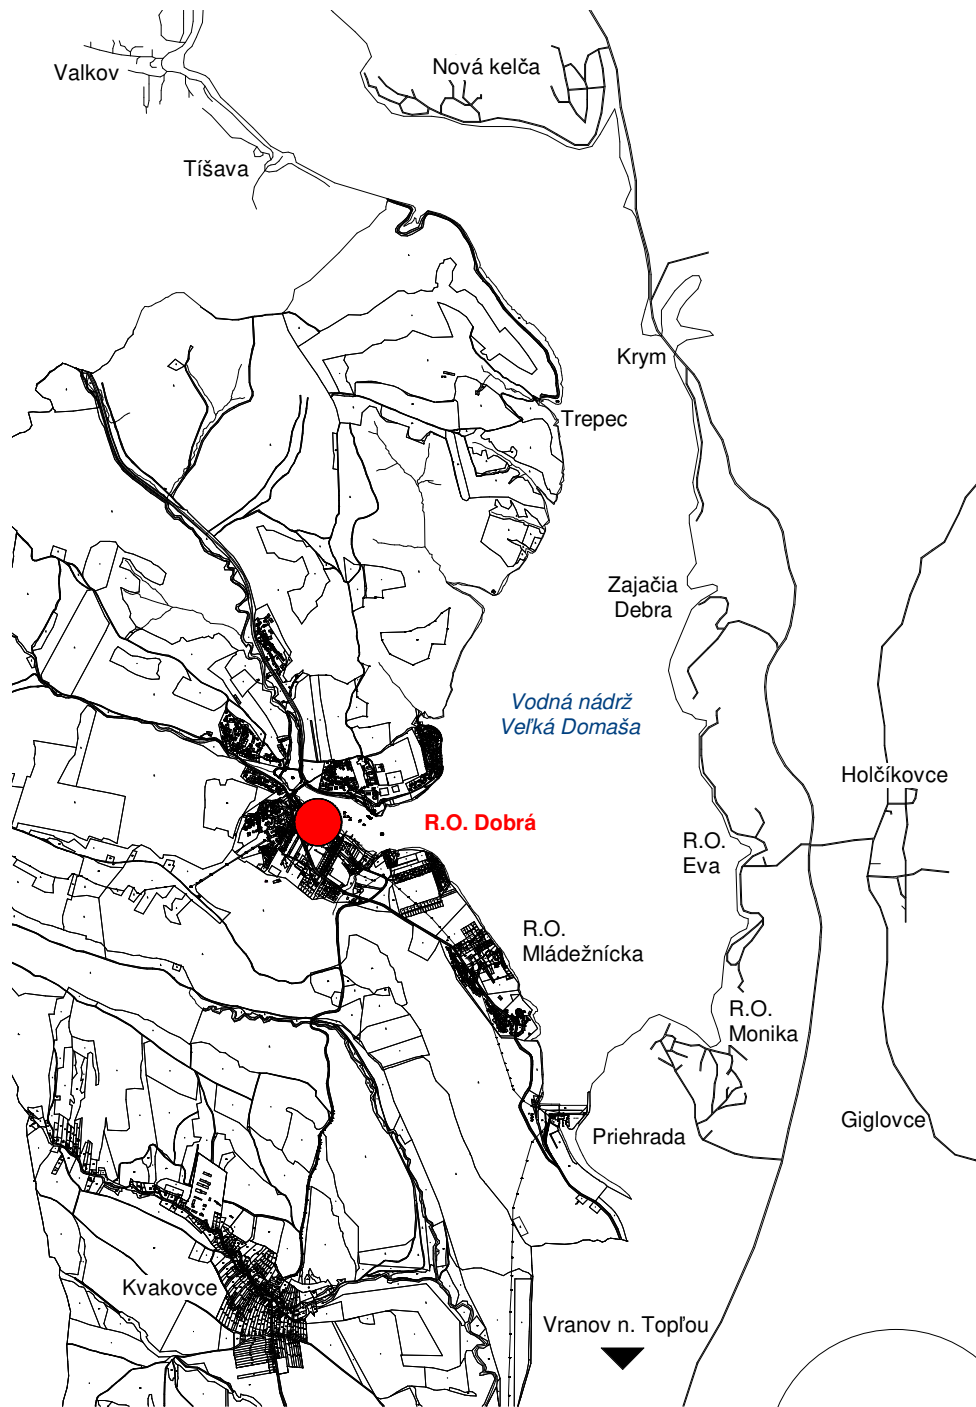 Nová kelča
Valkov
Tíšava
Krym
Trepec
Zajačia
Debra
Vodná nádrž
Veľká Domaša
Holčíkovce
R.O. Dobrá
R.O.
Eva
R.O.
Mládežnícka
R.O.
Monika
Giglovce
Priehrada
Kvakovce
Vranov n. Topľou